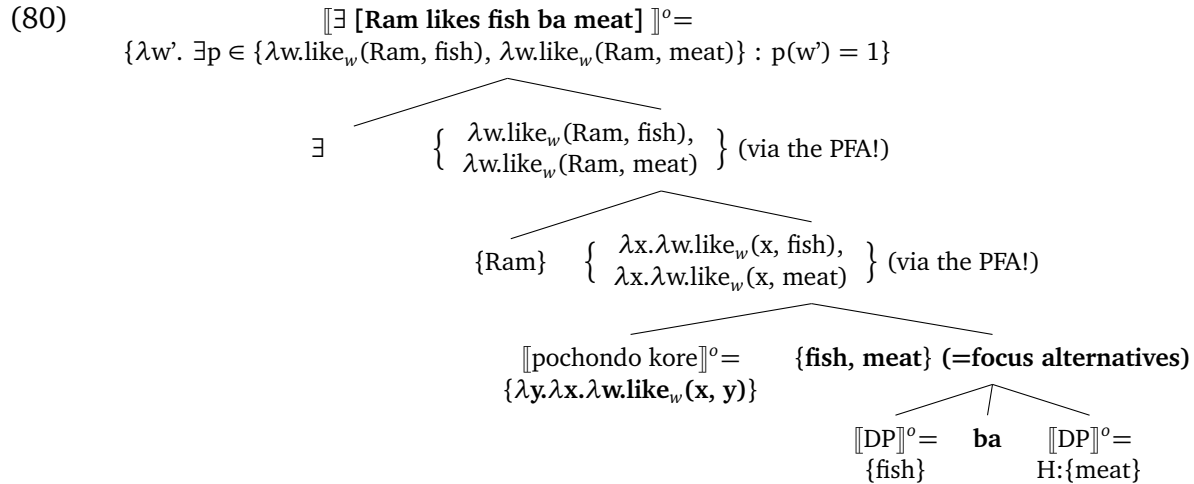 (80) ⟦∃ [Ram likes fish ba meat] ⟧ᵒ=
{λw'. ∃p ∈ {λw.like_w(Ram, fish), λw.like_w(Ram, meat)} : p(w') = 1}
∃ { λw.like_w(Ram, fish), λw.like_w(Ram, meat) } (via the PFA!)
{Ram} { λx.λw.like_w(x, fish), λx.λw.like_w(x, meat) } (via the PFA!)
⟦pochondo kore⟧ᵒ= {fish, meat} (=focus alternatives)
{λy.λx.λw.like_w(x, y)}
⟦DP⟧ᵒ= ba ⟦DP⟧ᵒ=
{fish} H:{meat}